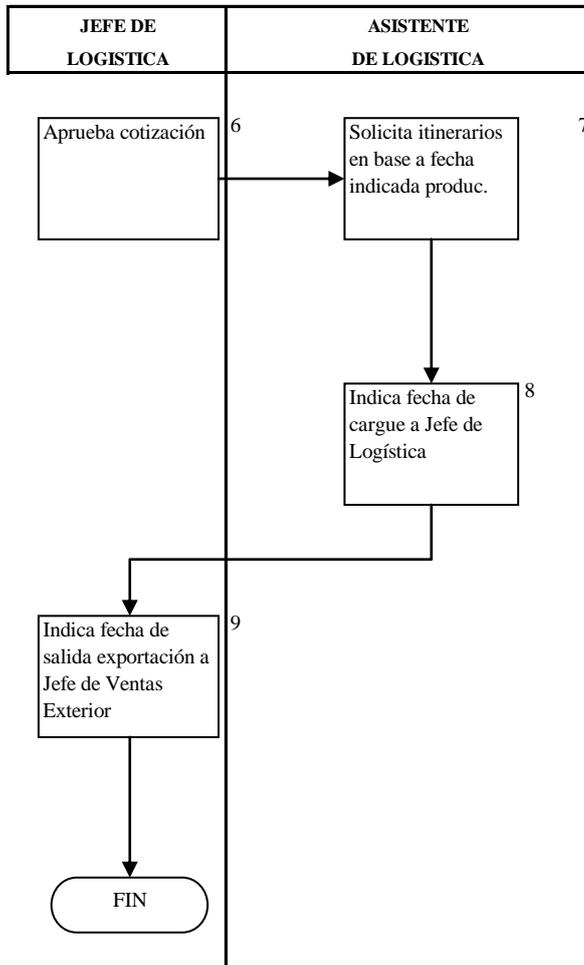 JEFE DE
LOGISTICA
ASISTENTE
DE LOGISTICA
Aprueba cotización
6
Solicita itinerarios
en base a fecha
indicada produc.
7
Indica fecha de
cargue a Jefe de
Logística
8
Indica fecha de
salida exportación a
Jefe de Ventas
Exterior
9
FIN